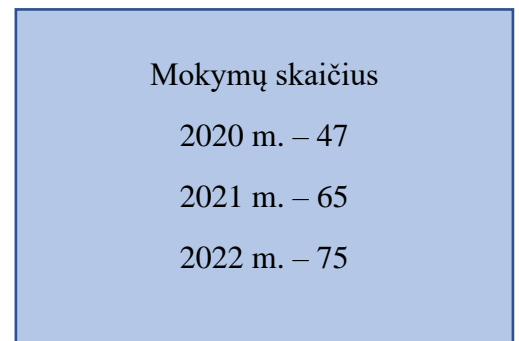 Mokymų skaičius
2020 m. – 47
2021 m. – 65
2022 m. – 75